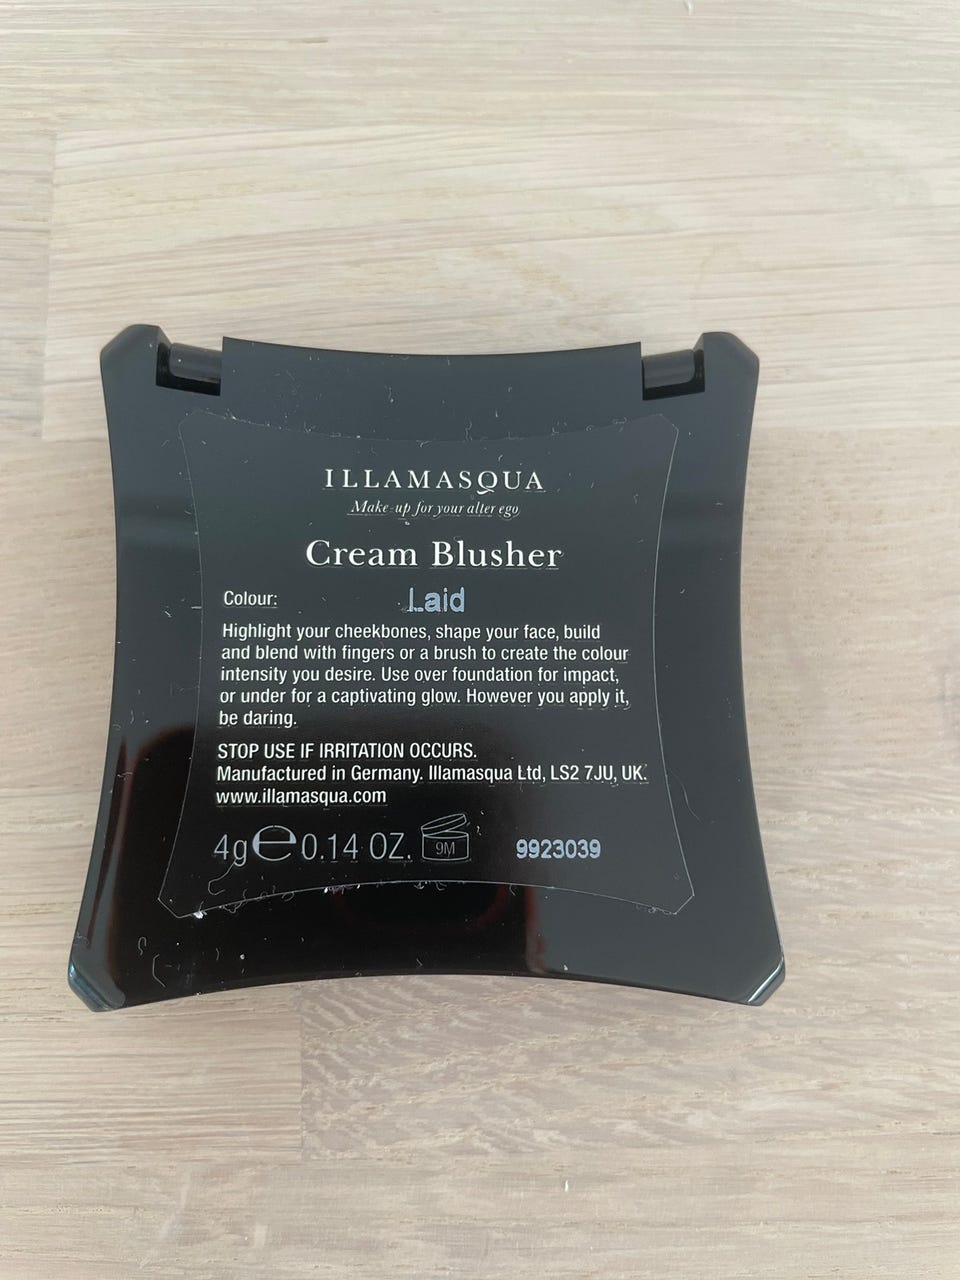 ILLAMASQUA
Make-up for your alter ego
Cream Blusher
Colour: Laid
Highlight your cheekbones, shape your face, build
and blend with fingers or a brush to create the colour
intensity you desire. Use over foundation for impact,
or under for a captivating glow. However you apply it,
be daring.
STOP USE IF IRRITATION OCCURS.
Manufactured in Germany. Illamasqua Ltd, LS2 7JU, UK.
www.illamasqua.com
4g ℮ 0.14 OZ. 9M 9923039